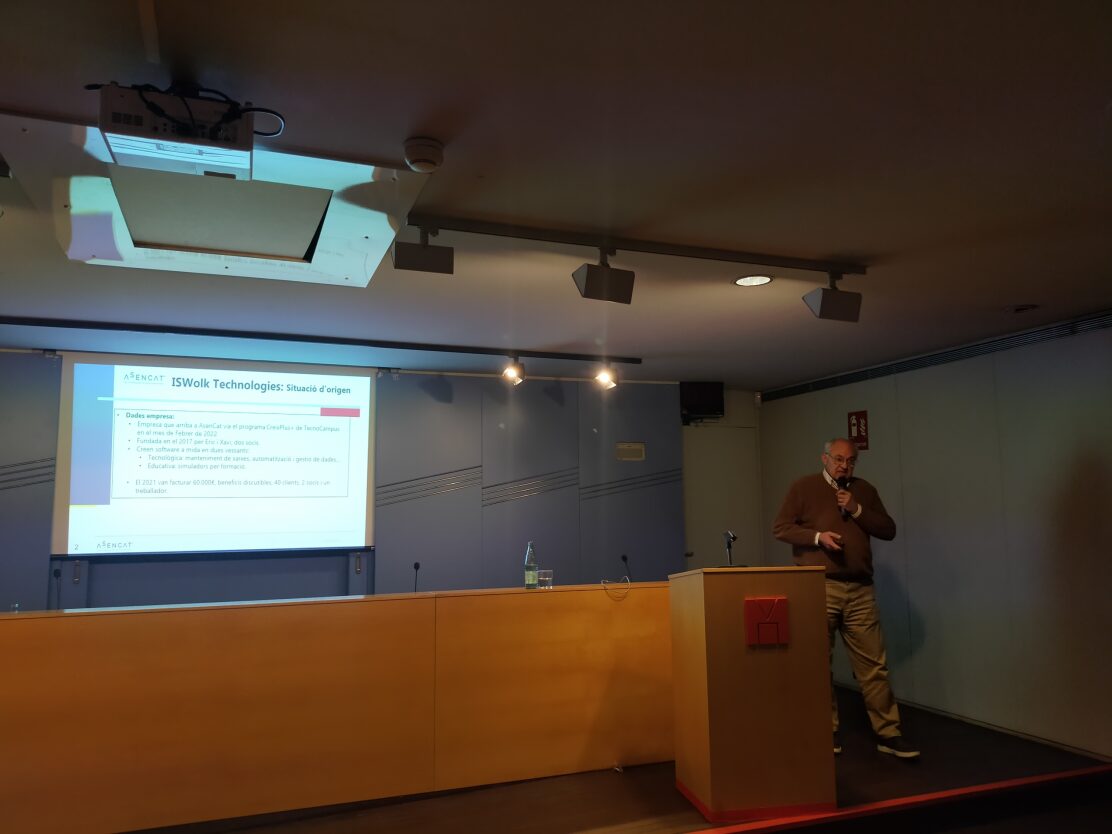 ASENCAT
ISWolk Technologies: Situació d'origen
• Dades empresa:
• Empresa que arriba a AsenCat via el programa CreixPlus+ de TecnoCampus
en el mes de Febrer de 2022.
• Fundada en el 2017 per Eric i Xavi, dos socis.
• Creen software a mida en dues vessants:
• Tecnològica: manteniment de xarxes, automatització i gestió de dades...
• Educativa: simuladors per formació.
• El 2021 van facturar 60.000€, beneficis discutibles, 40 clients, 2 socis i un
treballador.
2
ASENCAT